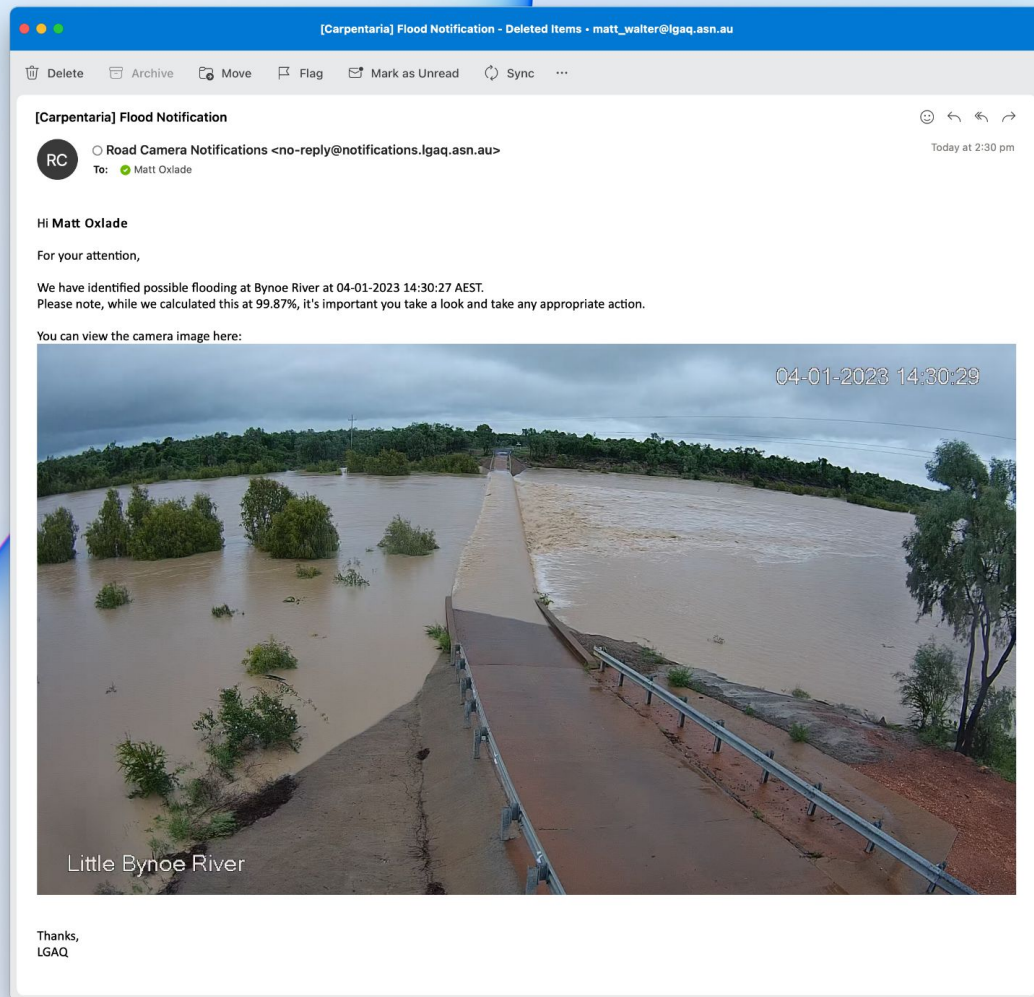 [Carpentaria] Flood Notification - Deleted Items • matt_walter@lgaq.asn.au
Delete Archive Move Flag Mark as Unread Sync ...
[Carpentaria] Flood Notification
RC
Road Camera Notifications <no-reply@notifications.lgaq.asn.au>
Today at 2:30 pm
To: Matt Oxlade
Hi Matt Oxlade
For your attention,
We have identified possible flooding at Bynoe River at 04-01-2023 14:30:27 AEST.
Please note, while we calculated this at 99.87%, it's important you take a look and take any appropriate action.
You can view the camera image here:
04-01-2023 14:30:29
Little Bynoe River
Thanks,
LGAQ